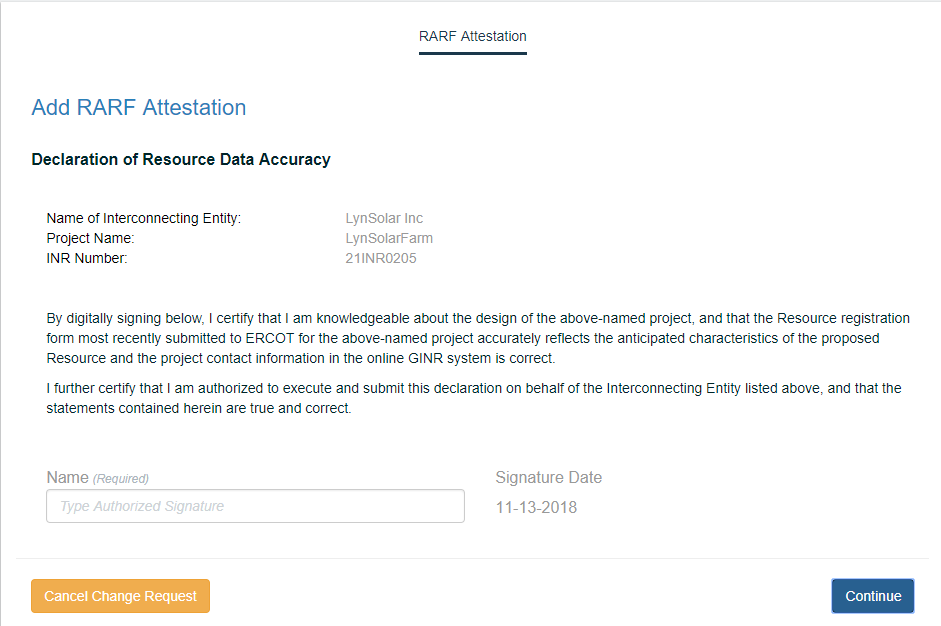 RARF Attestation
Add RARF Attestation
Declaration of Resource Data Accuracy
Name of Interconnecting Entity: LynSolar Inc
Project Name: LynSolarFarm
INR Number: 21INR0205
By digitally signing below, I certify that I am knowledgeable about the design of the above-named project, and that the Resource registration
form most recently submitted to ERCOT for the above-named project accurately reflects the anticipated characteristics of the proposed
Resource and the project contact information in the online GINR system is correct.
I further certify that I am authorized to execute and submit this declaration on behalf of the Interconnecting Entity listed above, and that the
statements contained herein are true and correct.
Name (Required) Signature Date
Type Authorized Signature 11-13-2018
Cancel Change Request Continue